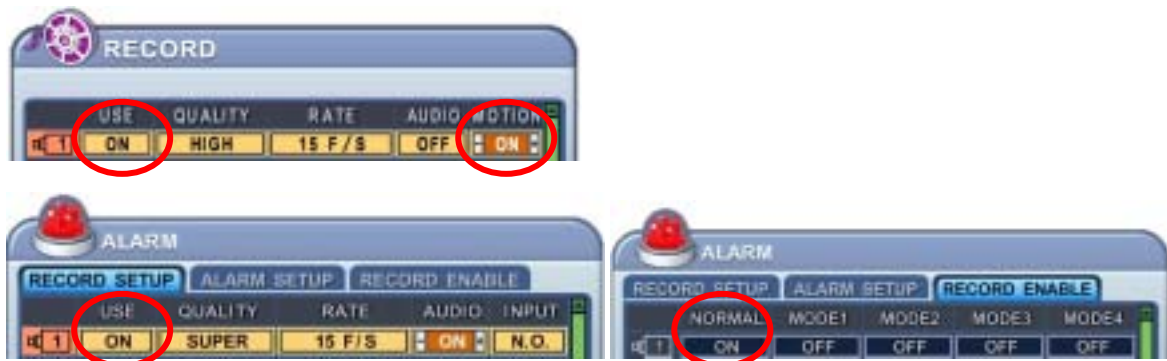 RECORD
USE QUALITY RATE AUDIO MOTION
1 ON HIGH 15 F/S OFF ON
ALARM
RECORD SETUP ALARM SETUP RECORD ENABLE
USE QUALITY RATE AUDIO INPUT
1 ON SUPER 15 F/S ON N.O.
ALARM
RECORD SETUP ALARM SETUP RECORD ENABLE
NORMAL MODE1 MODE2 MODE3 MODE4
1 ON OFF OFF OFF OFF